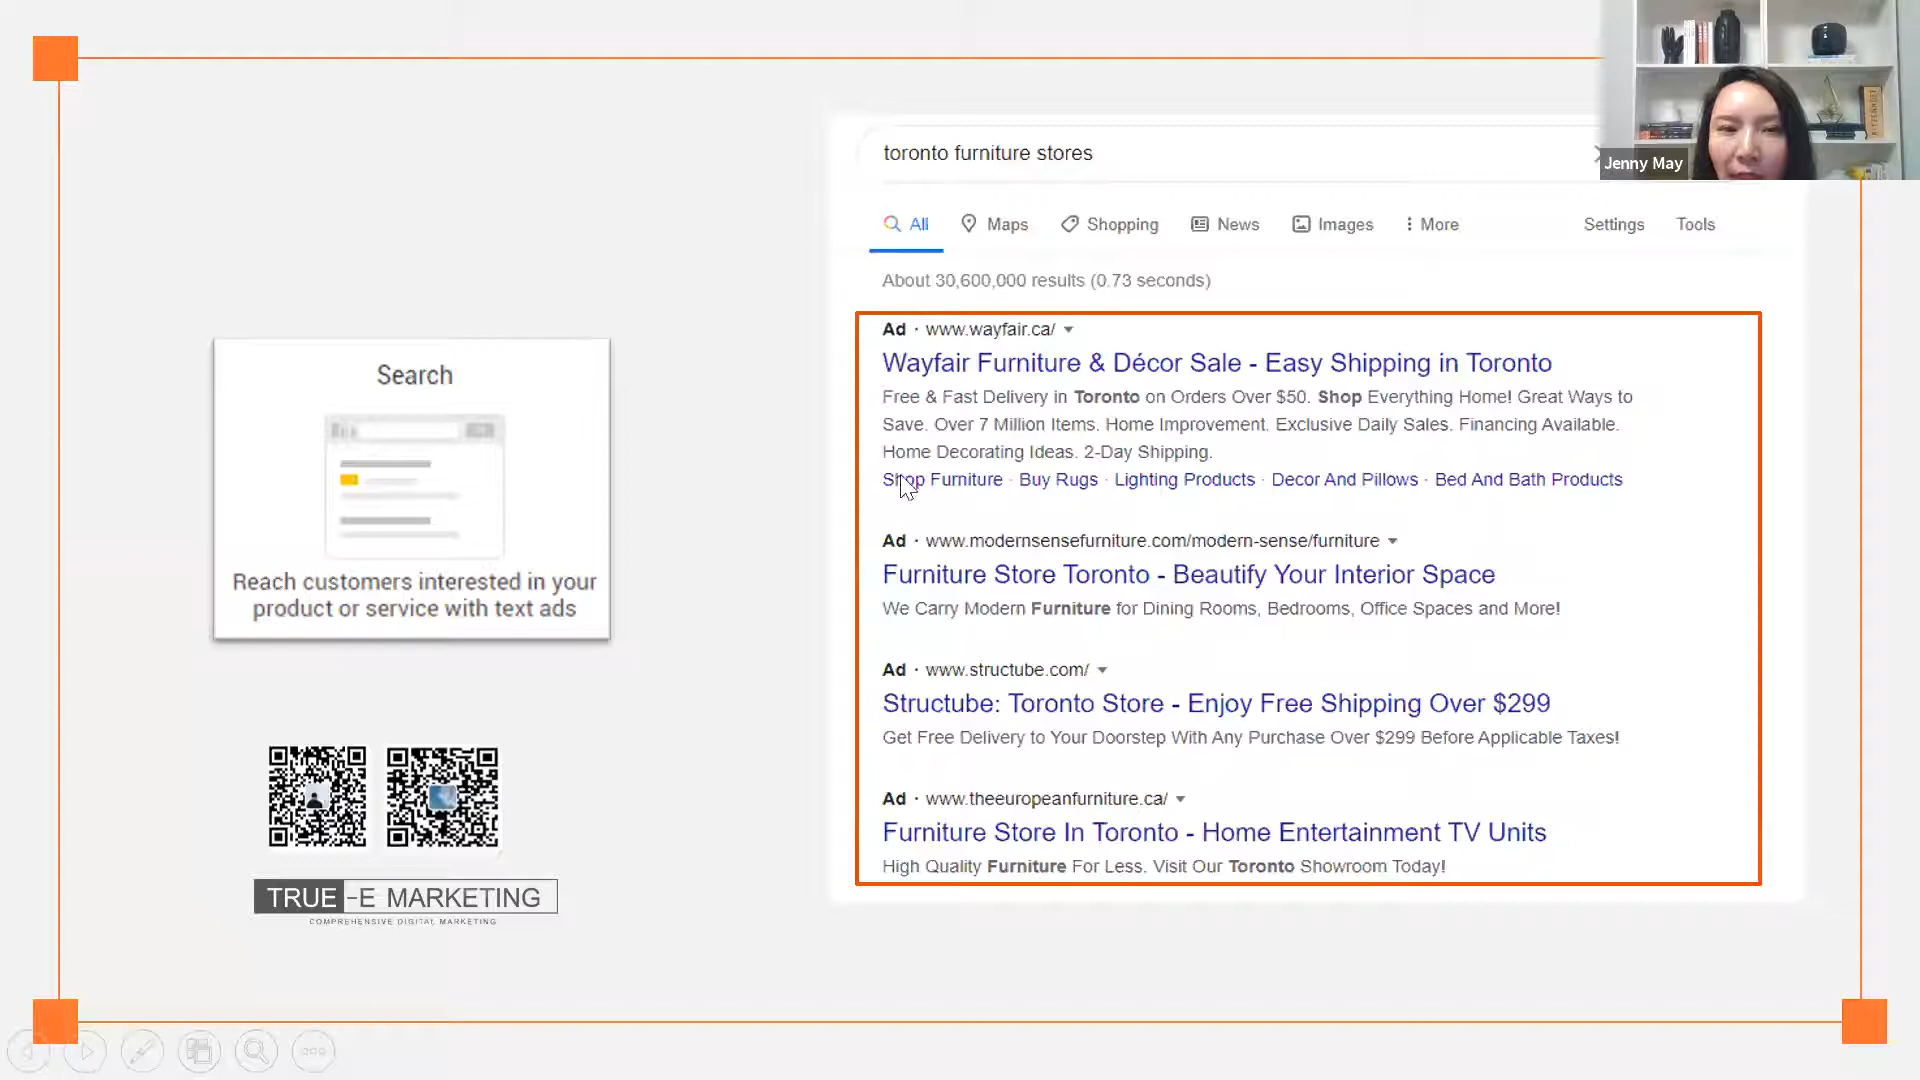 toronto furniture stores
Jenny May
All Maps Shopping News Images More Settings Tools
About 30,600,000 results (0.73 seconds)
Ad · www.wayfair.ca/
Wayfair Furniture & Décor Sale - Easy Shipping in Toronto
Free & Fast Delivery in Toronto on Orders Over $50. Shop Everything Home! Great Ways to
Save. Over 7 Million Items. Home Improvement. Exclusive Daily Sales. Financing Available.
Home Decorating Ideas. 2-Day Shipping.
Shop Furniture · Buy Rugs · Lighting Products · Decor And Pillows · Bed And Bath Products
Ad · www.modernsensefurniture.com/modern-sense/furniture
Furniture Store Toronto - Beautify Your Interior Space
We Carry Modern Furniture for Dining Rooms, Bedrooms, Office Spaces and More!
Ad · www.structube.com/
Structube: Toronto Store - Enjoy Free Shipping Over $299
Get Free Delivery to Your Doorstep With Any Purchase Over $299 Before Applicable Taxes!
Ad · www.theeuropeanfurniture.ca/
Furniture Store In Toronto - Home Entertainment TV Units
High Quality Furniture For Less. Visit Our Toronto Showroom Today!
Search
Reach customers interested in your
product or service with text ads
TRUE-E MARKETING
COMPREHENSIVE DIGITAL MARKETING